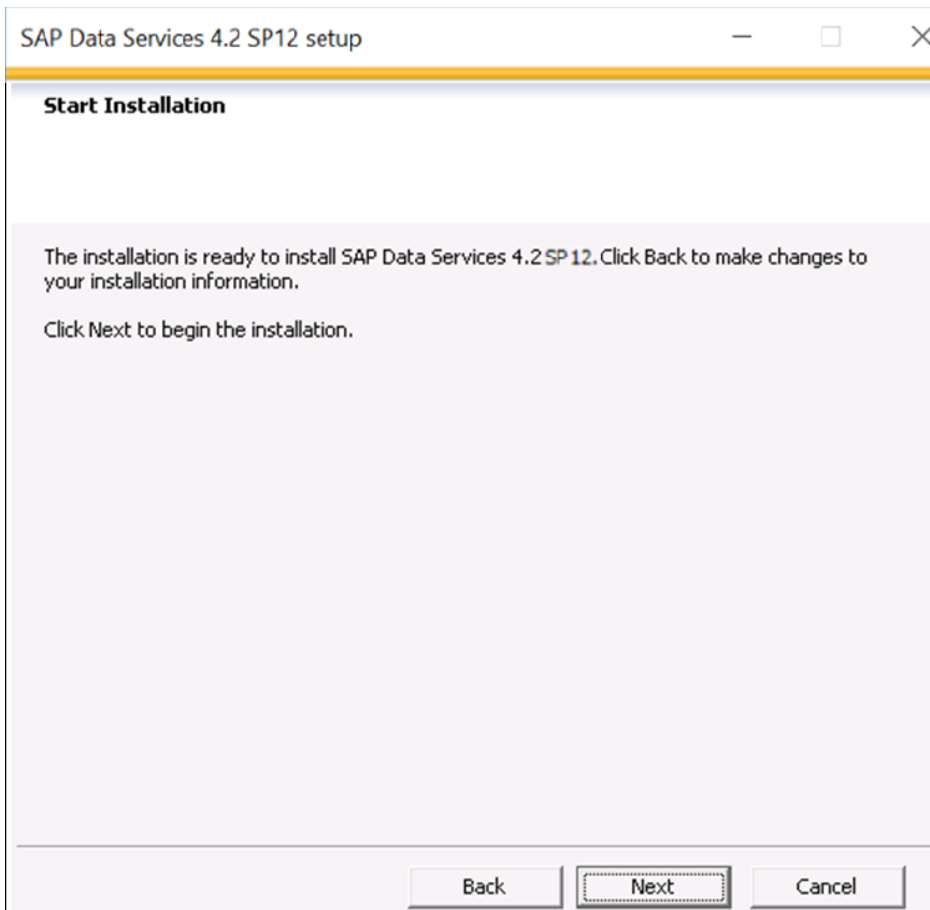 SAP Data Services 4.2 SP12 setup
Start Installation
The installation is ready to install SAP Data Services 4.2 SP12. Click Back to make changes to
your installation information.
Click Next to begin the installation.
Back Next Cancel